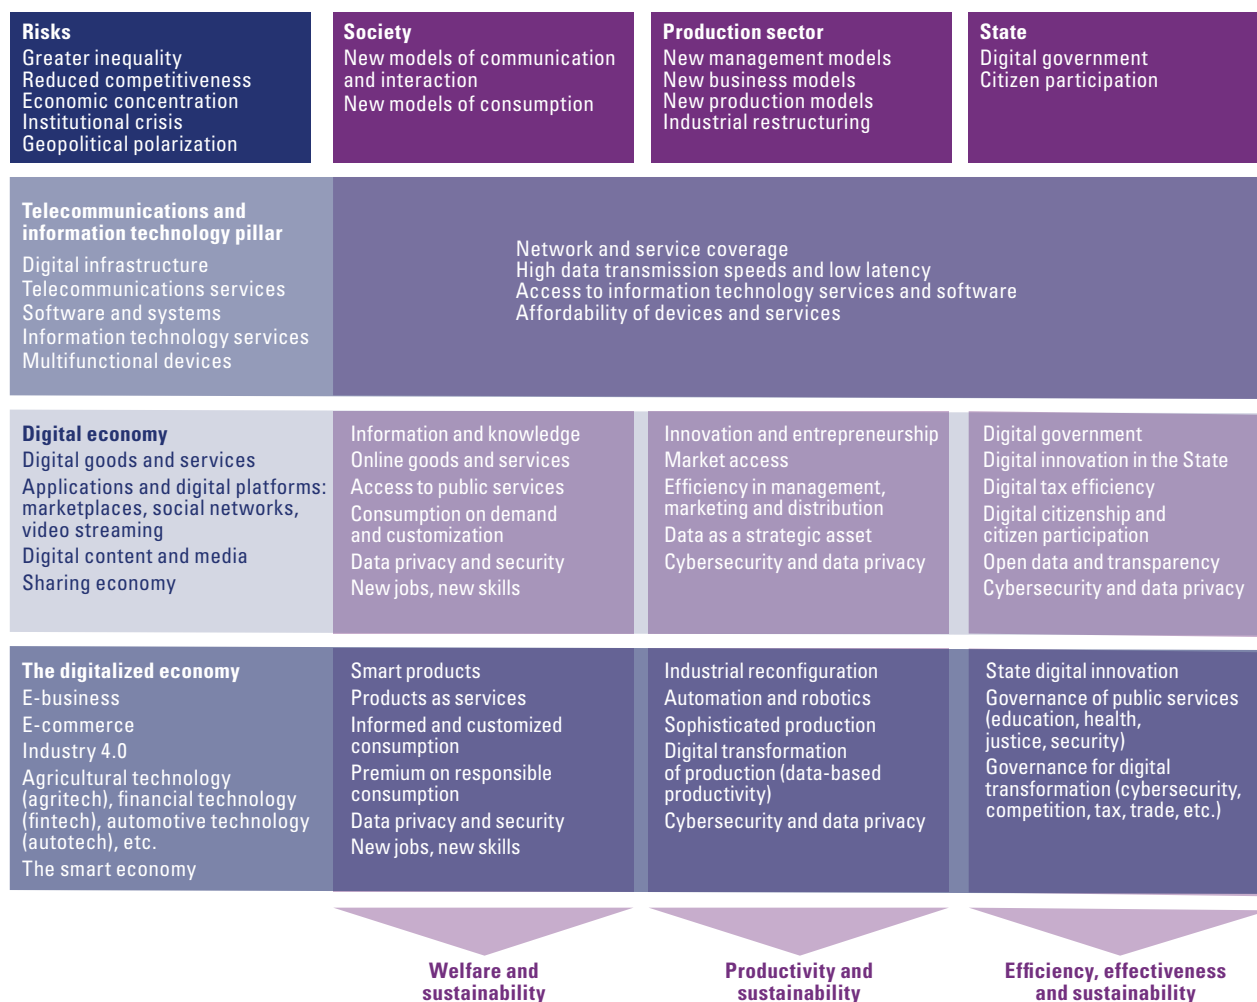 Risks
Greater inequality
Reduced competitiveness
Economic concentration
Institutional crisis
Geopolitical polarization
Society
New models of communication
and interaction
New models of consumption
Production sector
New management models
New business models
New production models
Industrial restructuring
State
Digital government
Citizen participation
Telecommunications and
information technology pillar
Digital infrastructure
Telecommunications services
Software and systems
Information technology services
Multifunctional devices
Network and service coverage
High data transmission speeds and low latency
Access to information technology services and software
Affordability of devices and services
Digital economy
Digital goods and services
Applications and digital platforms:
marketplaces, social networks,
video streaming
Digital content and media
Sharing economy
Information and knowledge
Online goods and services
Access to public services
Consumption on demand
and customization
Data privacy and security
New jobs, new skills
Innovation and entrepreneurship
Market access
Efficiency in management,
marketing and distribution
Data as a strategic asset
Cybersecurity and data privacy
Digital government
Digital innovation in the State
Digital tax efficiency
Digital citizenship and
citizen participation
Open data and transparency
Cybersecurity and data privacy
The digitalized economy
E-business
E-commerce
Industry 4.0
Agricultural technology
(agritech), financial technology
(fintech), automotive technology
(autotech), etc.
The smart economy
Smart products
Products as services
Informed and customized
consumption
Premium on responsible
consumption
Data privacy and security
New jobs, new skills
Industrial reconfiguration
Automation and robotics
Sophisticated production
Digital transformation
of production (data-based
productivity)
Cybersecurity and data privacy
State digital innovation
Governance of public services
(education, health,
justice, security)
Governance for digital
transformation (cybersecurity,
competition, tax, trade, etc.)
Welfare and
sustainability
Productivity and
sustainability
Efficiency, effectiveness
and sustainability